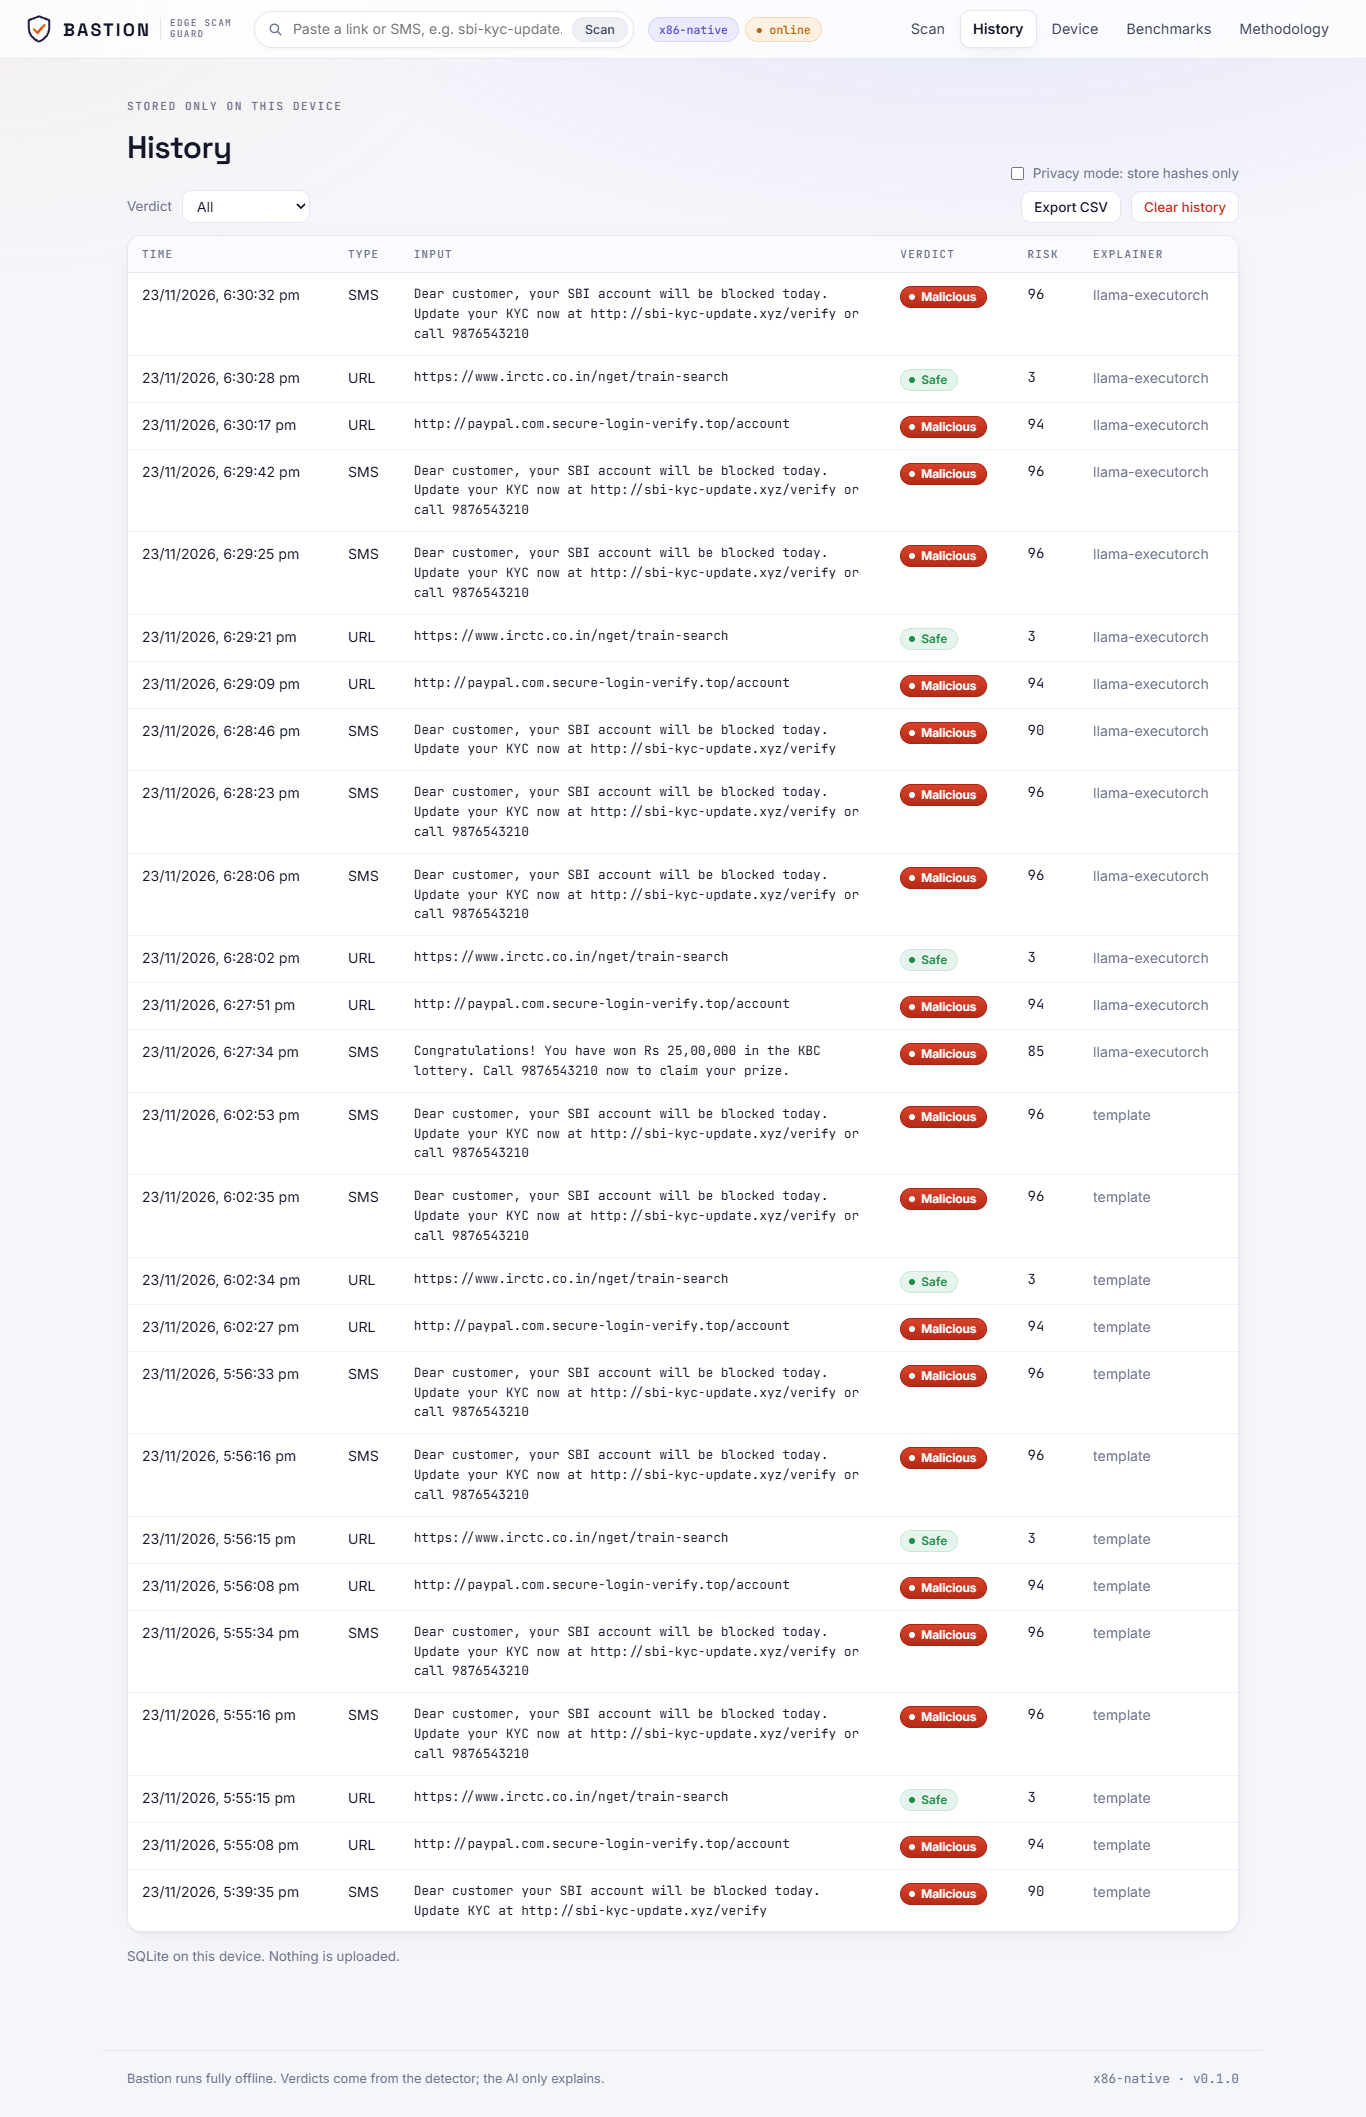 BASTION
EDGE SCAM
GUARD
Paste a link or SMS, e.g. sbi-kyc-update.
Scan
x86-native
online
Scan
History
Device
Benchmarks
Methodology
STORED ONLY ON THIS DEVICE
History
Privacy mode: store hashes only
Verdict All
Export CSV
Clear history
TIME TYPE INPUT VERDICT RISK EXPLAINER
23/11/2026, 6:30:32 pm SMS Dear customer, your SBI account will be blocked today. Malicious 96 llama-executorch
Update your KYC now at http://sbi-kyc-update.xyz/verify or
call 9876543210
23/11/2026, 6:30:28 pm URL https://www.irctc.co.in/nget/train-search Safe 3 llama-executorch
23/11/2026, 6:30:17 pm URL http://paypal.com.secure-login-verify.top/account Malicious 94 llama-executorch
23/11/2026, 6:29:42 pm SMS Dear customer, your SBI account will be blocked today. Malicious 96 llama-executorch
Update your KYC now at http://sbi-kyc-update.xyz/verify or
call 9876543210
23/11/2026, 6:29:25 pm SMS Dear customer, your SBI account will be blocked today. Malicious 96 llama-executorch
Update your KYC now at http://sbi-kyc-update.xyz/verify or
call 9876543210
23/11/2026, 6:29:21 pm URL https://www.irctc.co.in/nget/train-search Safe 3 llama-executorch
23/11/2026, 6:29:09 pm URL http://paypal.com.secure-login-verify.top/account Malicious 94 llama-executorch
23/11/2026, 6:28:46 pm SMS Dear customer, your SBI account will be blocked today. Malicious 90 llama-executorch
Update your KYC now at http://sbi-kyc-update.xyz/verify
23/11/2026, 6:28:23 pm SMS Dear customer, your SBI account will be blocked today. Malicious 96 llama-executorch
Update your KYC now at http://sbi-kyc-update.xyz/verify or
call 9876543210
23/11/2026, 6:28:06 pm SMS Dear customer, your SBI account will be blocked today. Malicious 96 llama-executorch
Update your KYC now at http://sbi-kyc-update.xyz/verify or
call 9876543210
23/11/2026, 6:28:02 pm URL https://www.irctc.co.in/nget/train-search Safe 3 llama-executorch
23/11/2026, 6:27:51 pm URL http://paypal.com.secure-login-verify.top/account Malicious 94 llama-executorch
23/11/2026, 6:27:34 pm SMS Congratulations! You have won Rs 25,00,000 in the KBC Malicious 85 llama-executorch
lottery. Call 9876543210 now to claim your prize.
23/11/2026, 6:02:53 pm SMS Dear customer, your SBI account will be blocked today. Malicious 96 template
Update your KYC now at http://sbi-kyc-update.xyz/verify or
call 9876543210
23/11/2026, 6:02:35 pm SMS Dear customer, your SBI account will be blocked today. Malicious 96 template
Update your KYC now at http://sbi-kyc-update.xyz/verify or
call 9876543210
23/11/2026, 6:02:34 pm URL https://www.irctc.co.in/nget/train-search Safe 3 template
23/11/2026, 6:02:27 pm URL http://paypal.com.secure-login-verify.top/account Malicious 94 template
23/11/2026, 5:56:33 pm SMS Dear customer, your SBI account will be blocked today. Malicious 96 template
Update your KYC now at http://sbi-kyc-update.xyz/verify or
call 9876543210
23/11/2026, 5:56:16 pm SMS Dear customer, your SBI account will be blocked today. Malicious 96 template
Update your KYC now at http://sbi-kyc-update.xyz/verify or
call 9876543210
23/11/2026, 5:56:15 pm URL https://www.irctc.co.in/nget/train-search Safe 3 template
23/11/2026, 5:56:08 pm URL http://paypal.com.secure-login-verify.top/account Malicious 94 template
23/11/2026, 5:55:34 pm SMS Dear customer, your SBI account will be blocked today. Malicious 96 template
Update your KYC now at http://sbi-kyc-update.xyz/verify or
call 9876543210
23/11/2026, 5:55:16 pm SMS Dear customer, your SBI account will be blocked today. Malicious 96 template
Update your KYC now at http://sbi-kyc-update.xyz/verify or
call 9876543210
23/11/2026, 5:55:15 pm URL https://www.irctc.co.in/nget/train-search Safe 3 template
23/11/2026, 5:55:08 pm URL http://paypal.com.secure-login-verify.top/account Malicious 94 template
23/11/2026, 5:39:35 pm SMS Dear customer your SBI account will be blocked today. Malicious 90 template
Update KYC at http://sbi-kyc-update.xyz/verify
SQLite on this device. Nothing is uploaded.
Bastion runs fully offline. Verdicts come from the detector; the AI only explains.
x86-native · v0.1.0